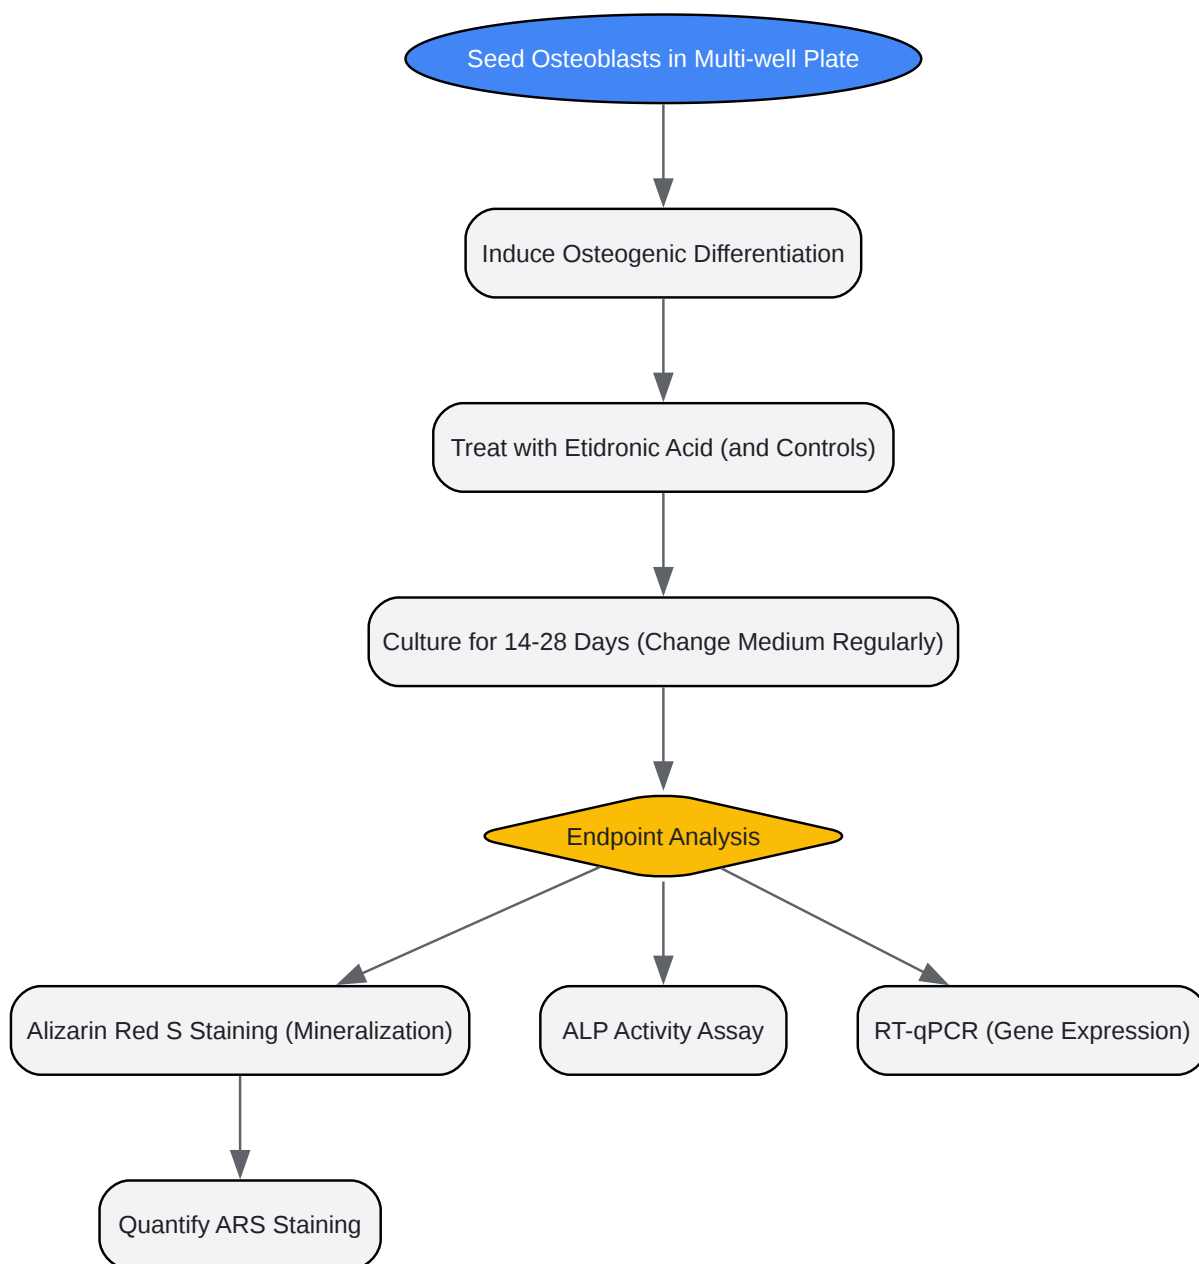 Seed Osteoblasts in Multi-well Plate
Induce Osteogenic Differentiation
Treat with Etidronic Acid (and Controls)
Culture for 14-28 Days (Change Medium Regularly)
Endpoint Analysis
Alizarin Red S Staining (Mineralization)
ALP Activity Assay
RT-qPCR (Gene Expression)
Quantify ARS Staining